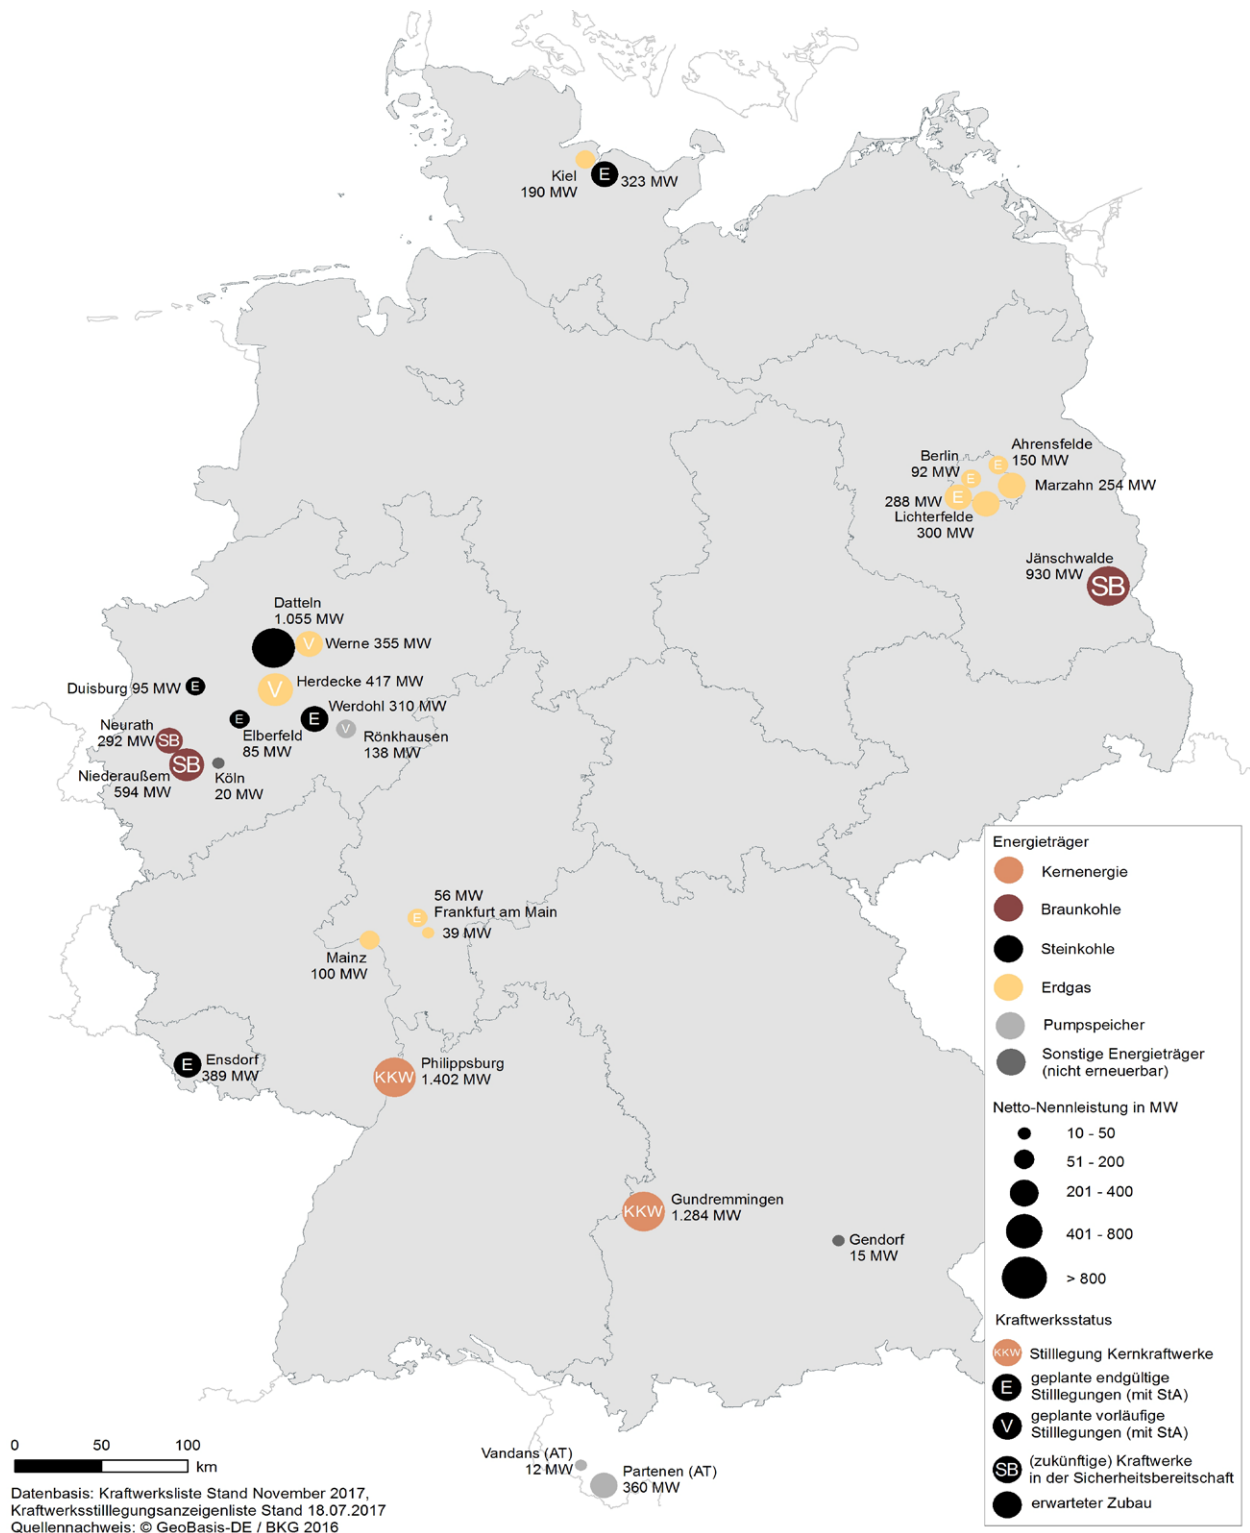 Kiel
190 MW
E
323 MW
Ahrensfelde
150 MW
E
Berlin
92 MW
E
Marzahn 254 MW
288 MW
E
Lichterfelde
300 MW
Jänschwalde
930 MW
SB
Datteln
1.055 MW
V
Werne 355 MW
Duisburg 95 MW
E
V
Herdecke 417 MW
Werdohl 310 MW
E
E
Elberfeld
85 MW
V
Rönkhausen
138 MW
Neurath
292 MW
SB
Niederaußem
594 MW
SB
Köln
20 MW
56 MW
E
Frankfurt am Main
39 MW
Mainz
100 MW
E
Ensdorf
389 MW
KKW
Philippsburg
1.402 MW
KKW
Gundremmingen
1.284 MW
Gendorf
15 MW
Vandans (AT)
12 MW
Partenen (AT)
360 MW
Energieträger
Kernenergie
Braunkohle
Steinkohle
Erdgas
Pumpspeicher
Sonstige Energieträger
(nicht erneuerbar)
Netto-Nennleistung in MW
10 - 50
51 - 200
201 - 400
401 - 800
> 800
Kraftwerksstatus
KKW Stilllegung Kernkraftwerke
E geplante endgültige
Stilllegungen (mit StA)
V geplante vorläufige
Stilllegungen (mit StA)
SB (zukünftige) Kraftwerke
in der Sicherheitsbereitschaft
erwarteter Zubau
0 50 100
km
Datenbasis: Kraftwerksliste Stand November 2017,
Kraftwerksstilllegungsanzeigenliste Stand 18.07.2017
Quellennachweis: © GeoBasis-DE / BKG 2016